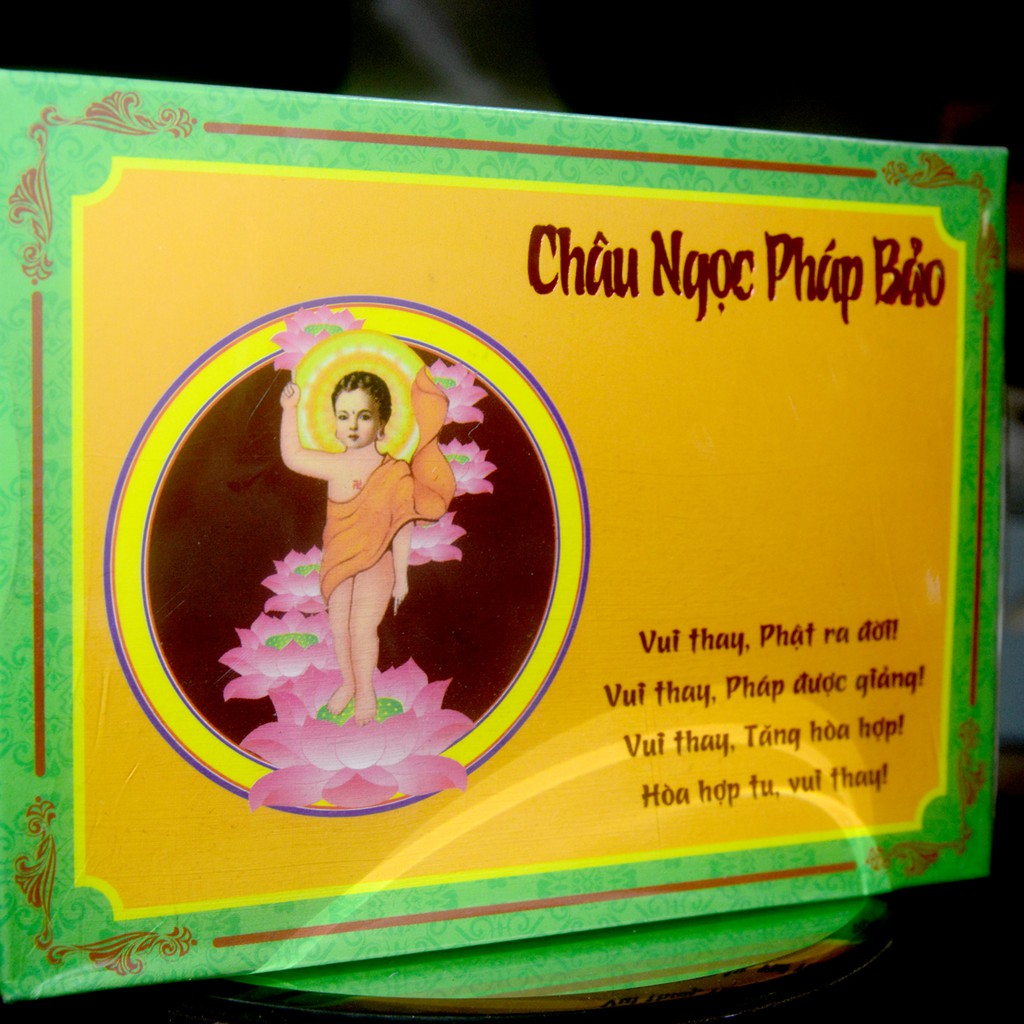 Châu Ngọc Pháp Bảo
Vui thay, Phật ra đời!
Vui thay, Pháp được giảng!
Vui thay, Tăng hòa hợp!
Hòa hợp tu, vui thay!